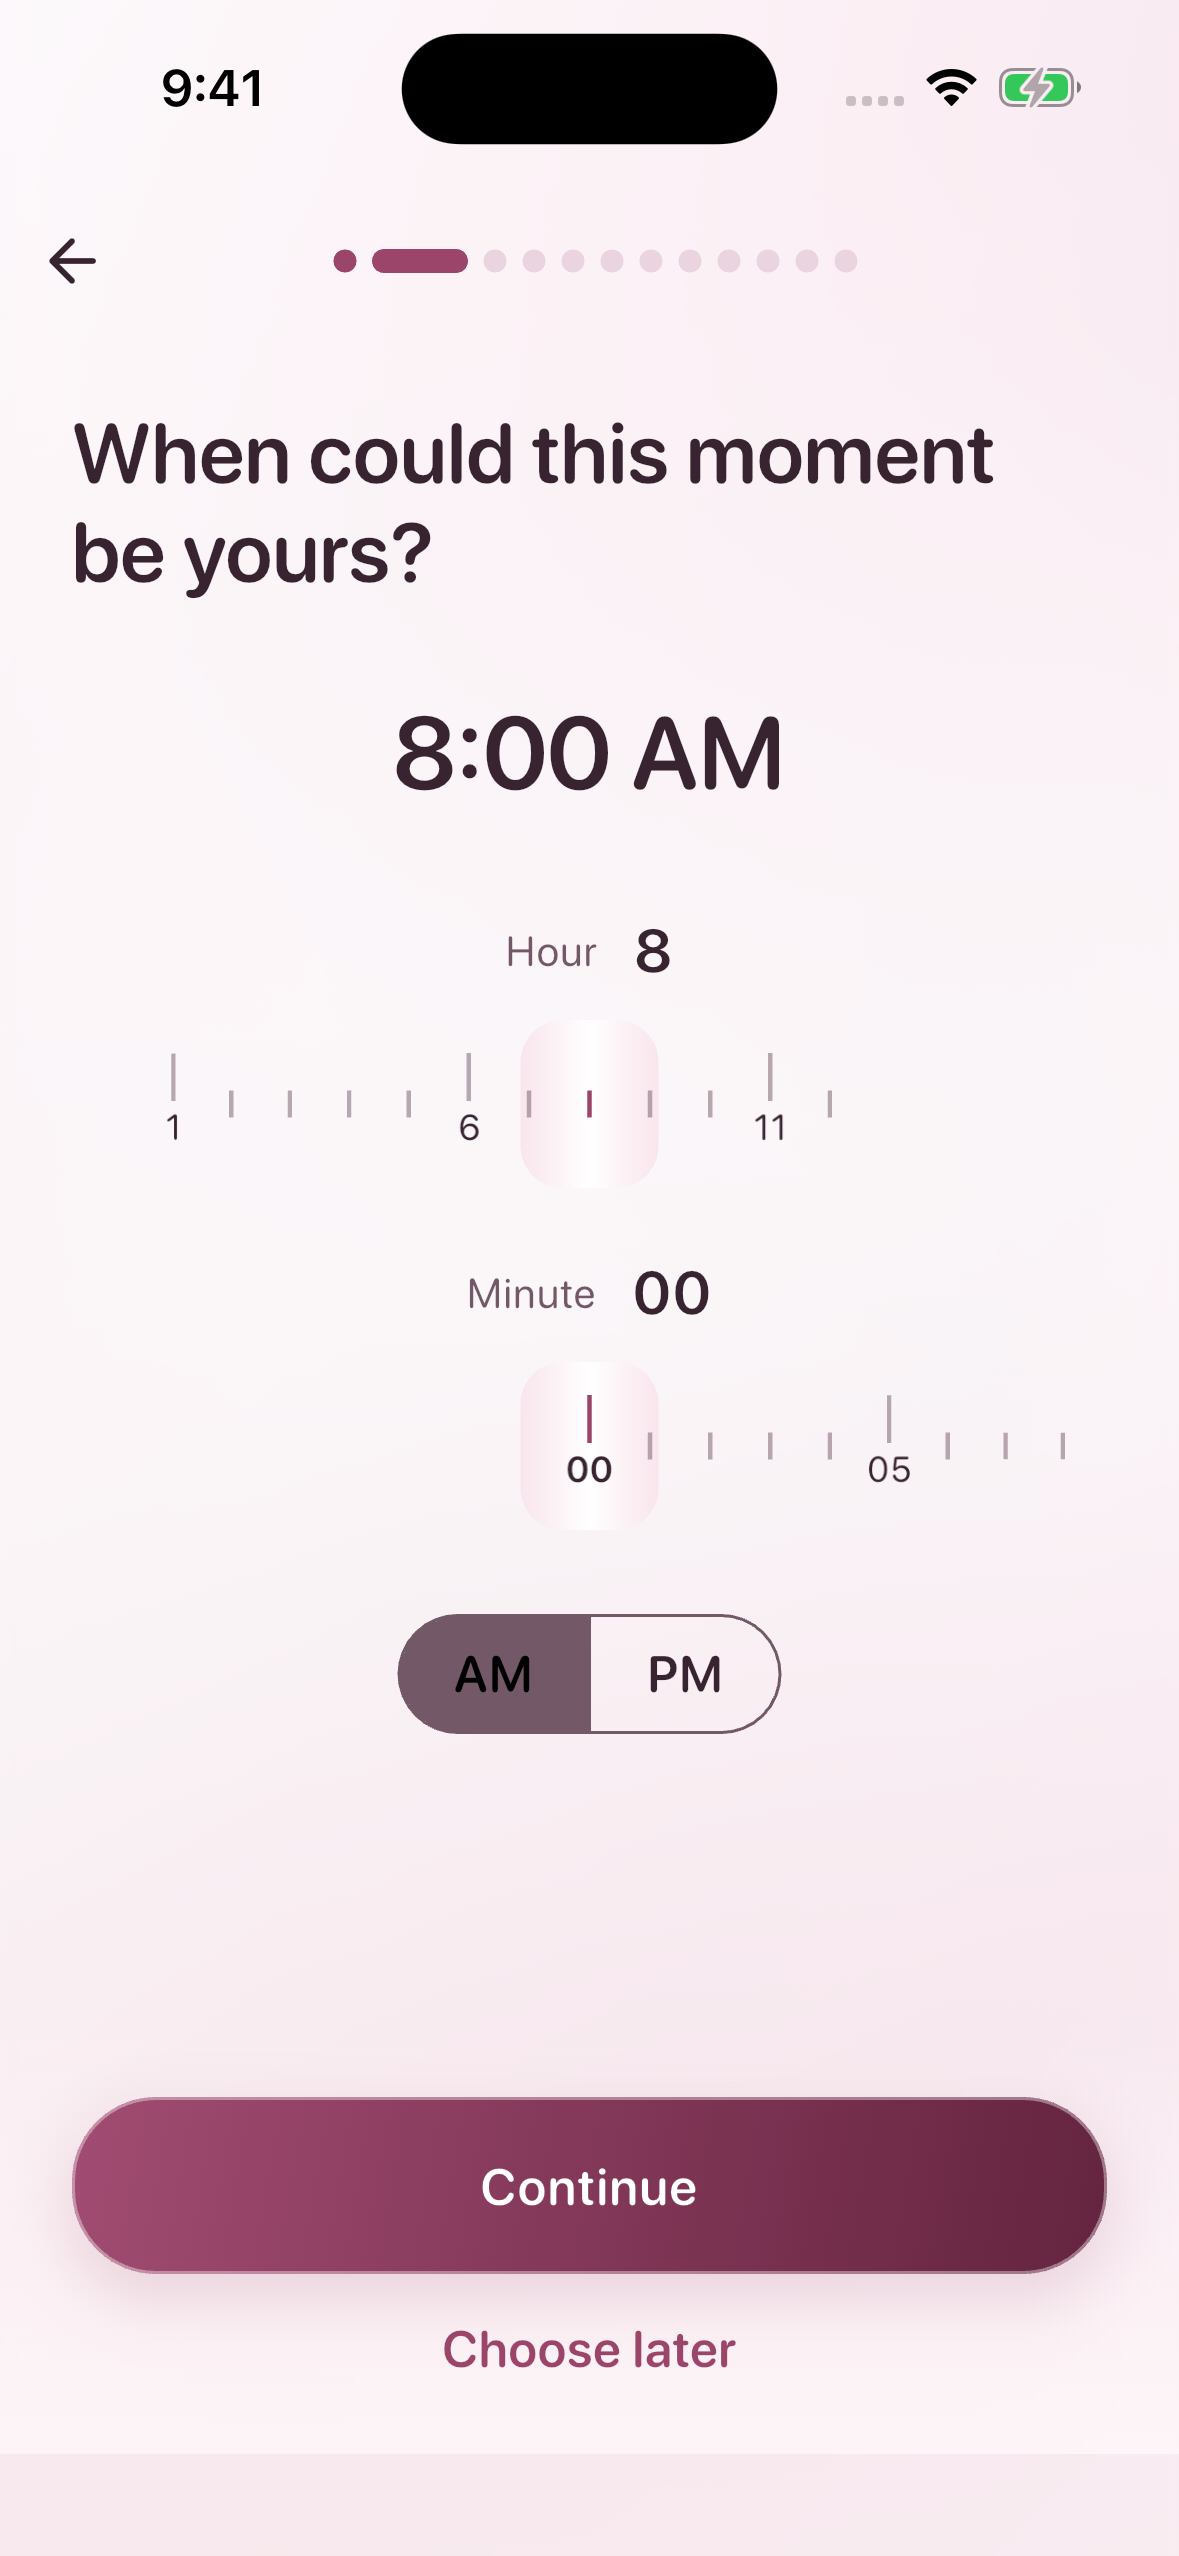 9:41
When could this moment
be yours?
8:00 AM
Hour 8
1 6 11
Minute 00
00 05
AM PM
Continue
Choose later